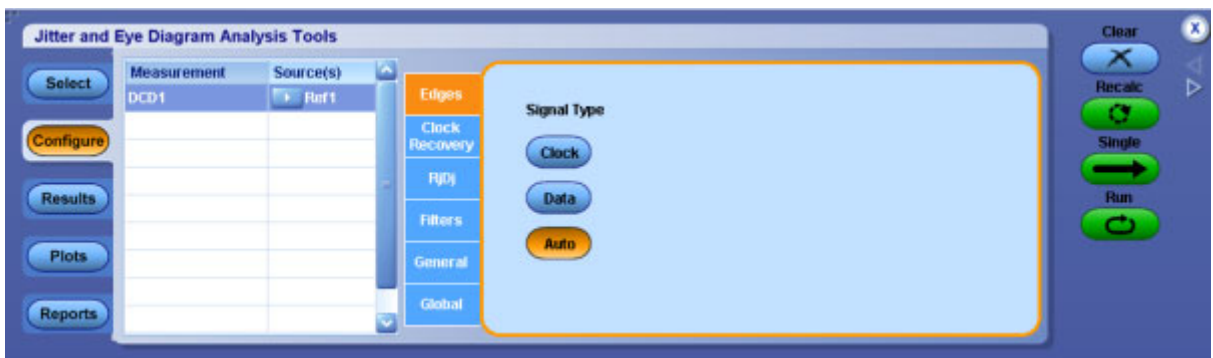 Jitter and Eye Diagram Analysis Tools
Select
Configure
Results
Plots
Reports
Measurement Source(s)
DCD1 Ref1
Edges
Clock
Recovery
RjDj
Filters
General
Global
Signal Type
Clock
Data
Auto
Clear
X
Recalc
Single
Run